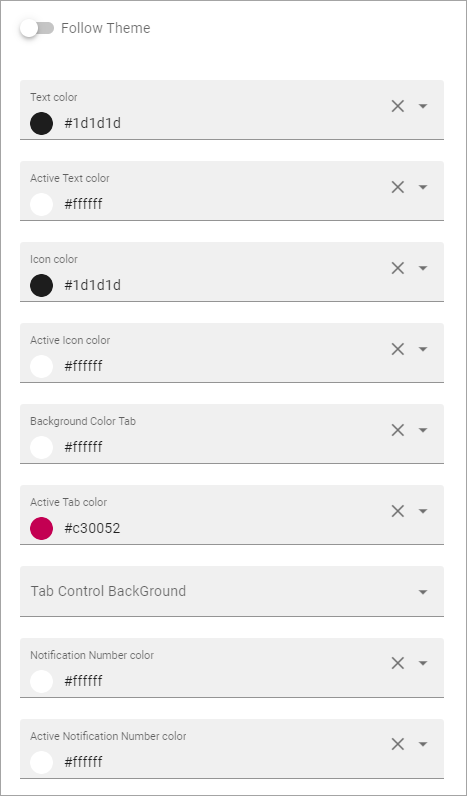 Follow Theme
Text color
#1d1d1d
Active Text color
#ffffff
Icon color
#1d1d1d
Active Icon color
#ffffff
Background Color Tab
#ffffff
Active Tab color
#c30052
Tab Control BackGround
Notification Number color
#ffffff
Active Notification Number color
#ffffff